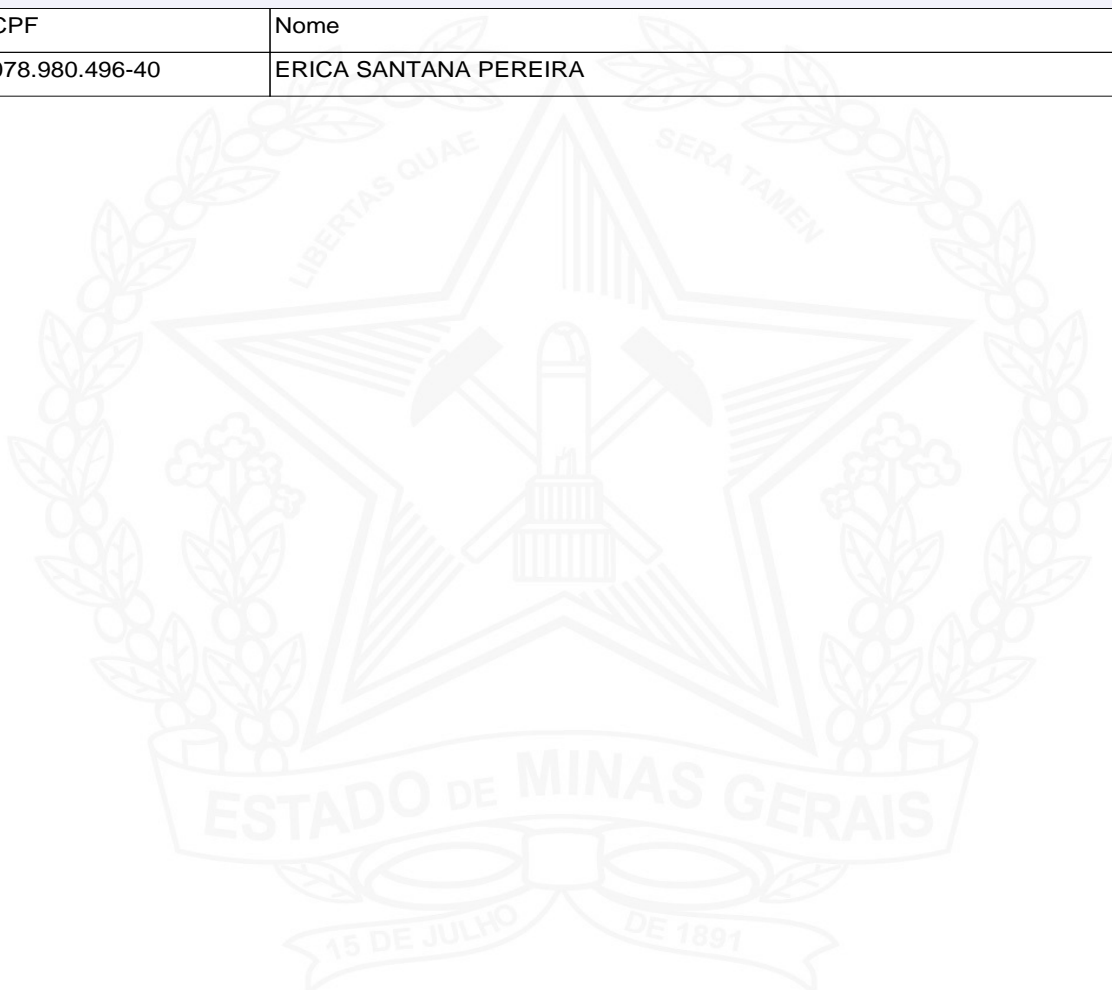 CPF Nome
078.980.496-40 ERICA SANTANA PEREIRA
LIBERTAS QUAE SERA TAMEN
ESTADO DE MINAS GERAIS
15 DE JULHO DE 1891